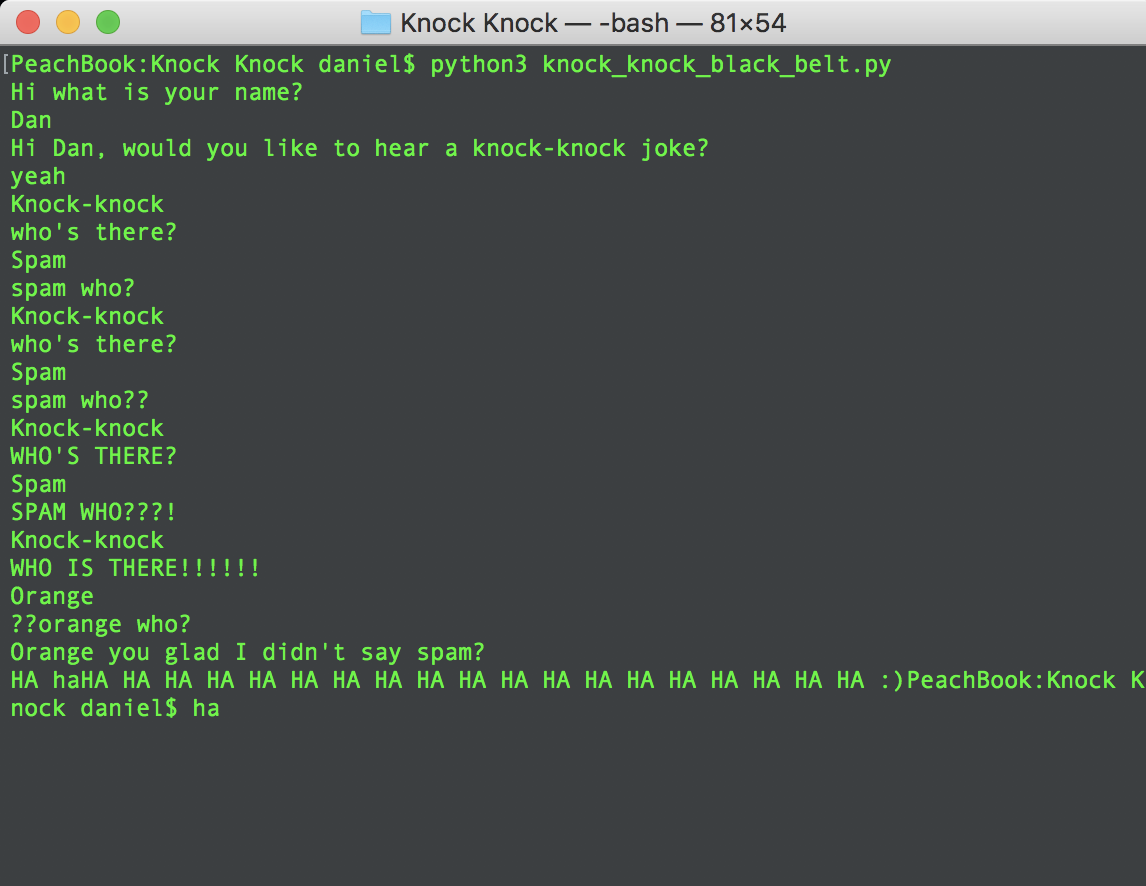 Knock Knock — -bash — 81×54
[PeachBook:Knock Knock daniel$ python3 knock_knock_black_belt.py
Hi what is your name?
Dan
Hi Dan, would you like to hear a knock-knock joke?
yeah
Knock-knock
who's there?
Spam
spam who?
Knock-knock
who's there?
Spam
spam who??
Knock-knock
WHO'S THERE?
Spam
SPAM WHO???!
Knock-knock
WHO IS THERE!!!!!!
Orange
??orange who?
Orange you glad I didn't say spam?
HA haHA HA HA HA HA HA HA HA HA HA HA HA HA HA HA HA HA HA HA :)PeachBook:Knock K
nock daniel$ ha